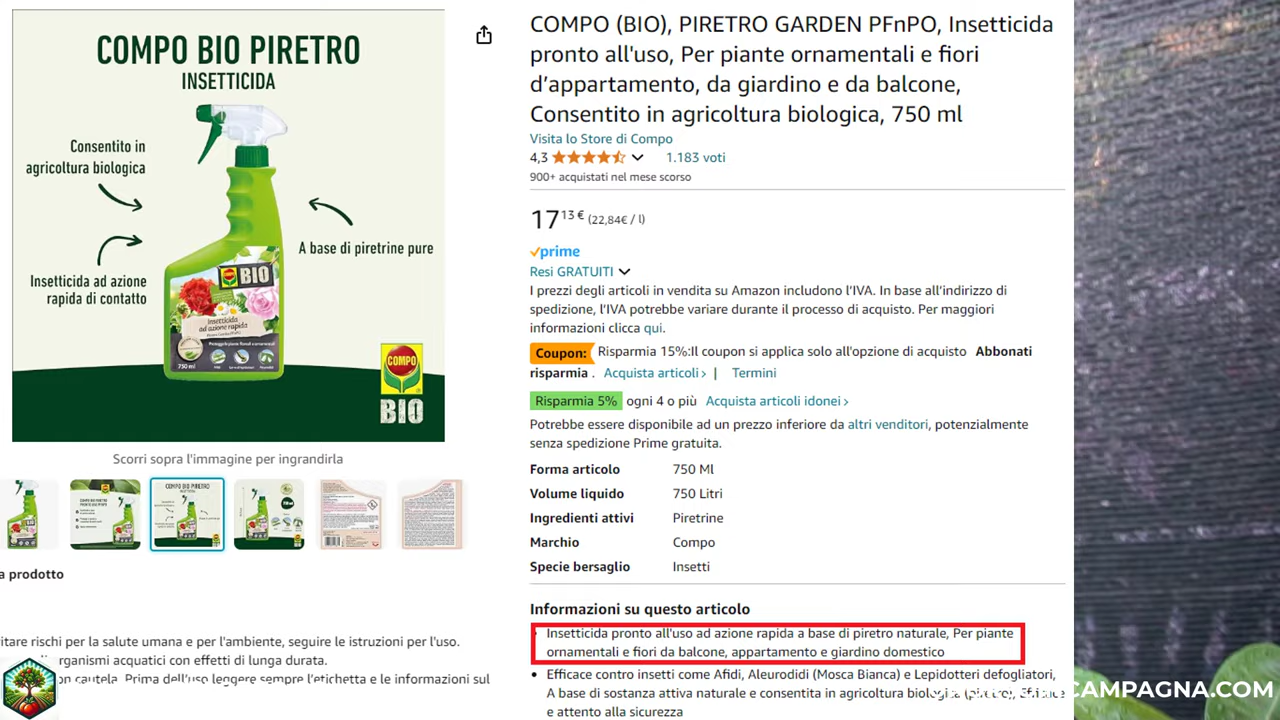 COMPO BIO PIRETRO
INSETTICIDA
Consentito in
agricoltura biologica
A base di piretrine pure
Insetticida ad azione
rapida di contatto
COMPO
BIO
Insetticida
ad azione rapida
750 ml
COMPO
BIO
Scorri sopra l'immagine per ingrandirla
a prodotto
itare rischi per la salute umana e per l'ambiente, seguire le istruzioni per l'uso.
organismi acquatici con effetti di lunga durata.
on cautela. Prima dell'uso leggere sempre l'etichetta e le informazioni sul
COMPO (BIO), PIRETRO GARDEN PFnPO, Insetticida
pronto all'uso, Per piante ornamentali e fiori
d’appartamento, da giardino e da balcone,
Consentito in agricoltura biologica, 750 ml
Visita lo Store di Compo
4,3 1.183 voti
900+ acquistati nel mese scorso
17 13 € (22,84€ / l)
prime
Resi GRATUITI
I prezzi degli articoli in vendita su Amazon includono l’IVA. In base all’indirizzo di
spedizione, l’IVA potrebbe variare durante il processo di acquisto. Per maggiori
informazioni clicca qui.
Coupon: Risparmia 15%:Il coupon si applica solo all'opzione di acquisto Abbonati
risparmia . Acquista articoli › | Termini
Risparmia 5% ogni 4 o più Acquista articoli idonei ›
Potrebbe essere disponibile ad un prezzo inferiore da altri venditori, potenzialmente
senza spedizione Prime gratuita.
Forma articolo 750 Ml
Volume liquido 750 Litri
Ingredienti attivi Piretrine
Marchio Compo
Specie bersaglio Insetti
Informazioni su questo articolo
Insetticida pronto all'uso ad azione rapida a base di piretro naturale, Per piante
ornamentali e fiori da balcone, appartamento e giardino domestico
• Efficace contro insetti come Afidi, Aleurodidi (Mosca Bianca) e Lepidotteri defogliatori,
A base di sostanza attiva naturale e consentita in agricoltura biologica
e attento alla sicurezza
CAMPAGNA.COM